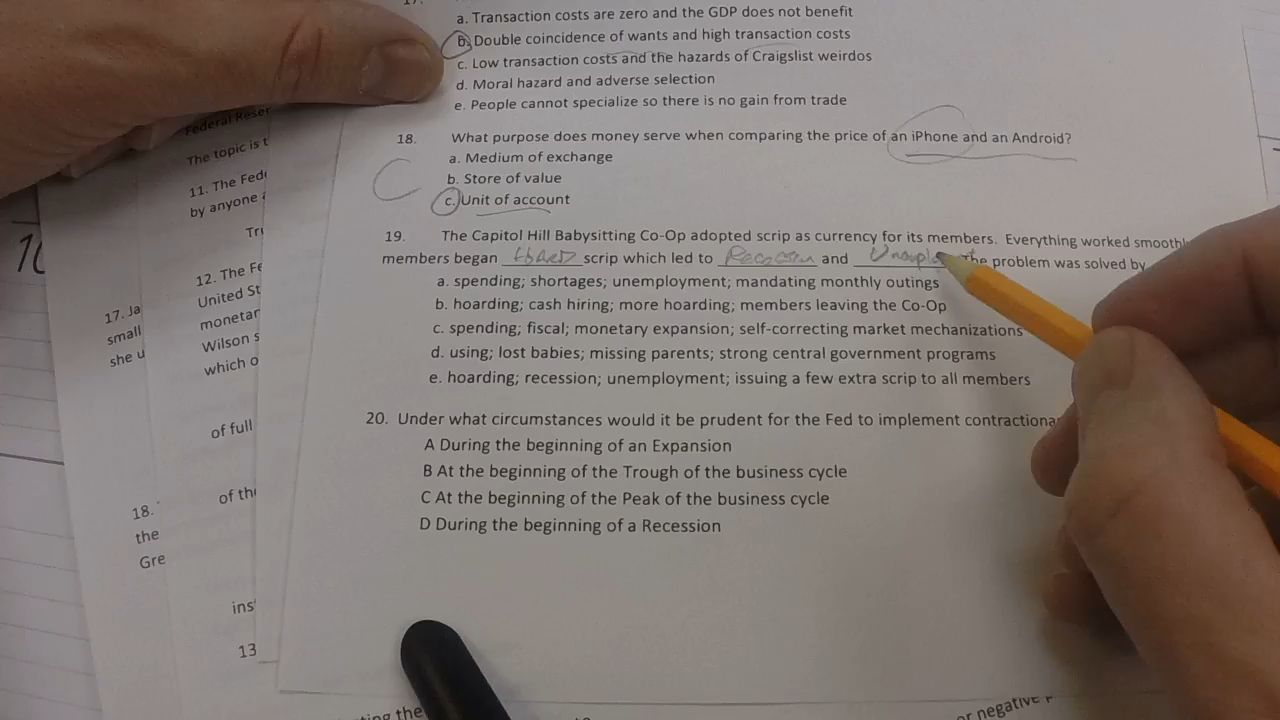 17.
a. Transaction costs are zero and the GDP does not benefit
b. Double coincidence of wants and high transaction costs
c. Low transaction costs and the hazards of Craigslist weirdos
d. Moral hazard and adverse selection
e. People cannot specialize so there is no gain from trade
18. What purpose does money serve when comparing the price of an iPhone and an Android?
a. Medium of exchange
b. Store of value
C
c. Unit of account
19. The Capitol Hill Babysitting Co-Op adopted scrip as currency for its members. Everything worked smoothl
members began scrip which led to and The problem was solved by
a. spending; shortages; unemployment; mandating monthly outings
b. hoarding; cash hiring; more hoarding; members leaving the Co-Op
c. spending; fiscal; monetary expansion; self-correcting market mechanizations
d. using; lost babies; missing parents; strong central government programs
e. hoarding; recession; unemployment; issuing a few extra scrip to all members
20. Under what circumstances would it be prudent for the Fed to implement contractiona
A During the beginning of an Expansion
B At the beginning of the Trough of the business cycle
C At the beginning of the Peak of the business cycle
D During the beginning of a Recession
Federal Reser
The topic is t
11. The Fed
by anyone
Tr
12. The Fe
United St
monetar
Wilson s
which o
of full
of the
ins
13
17. Ja
small
she u
18.
the
Gre
10
ting the
or negative